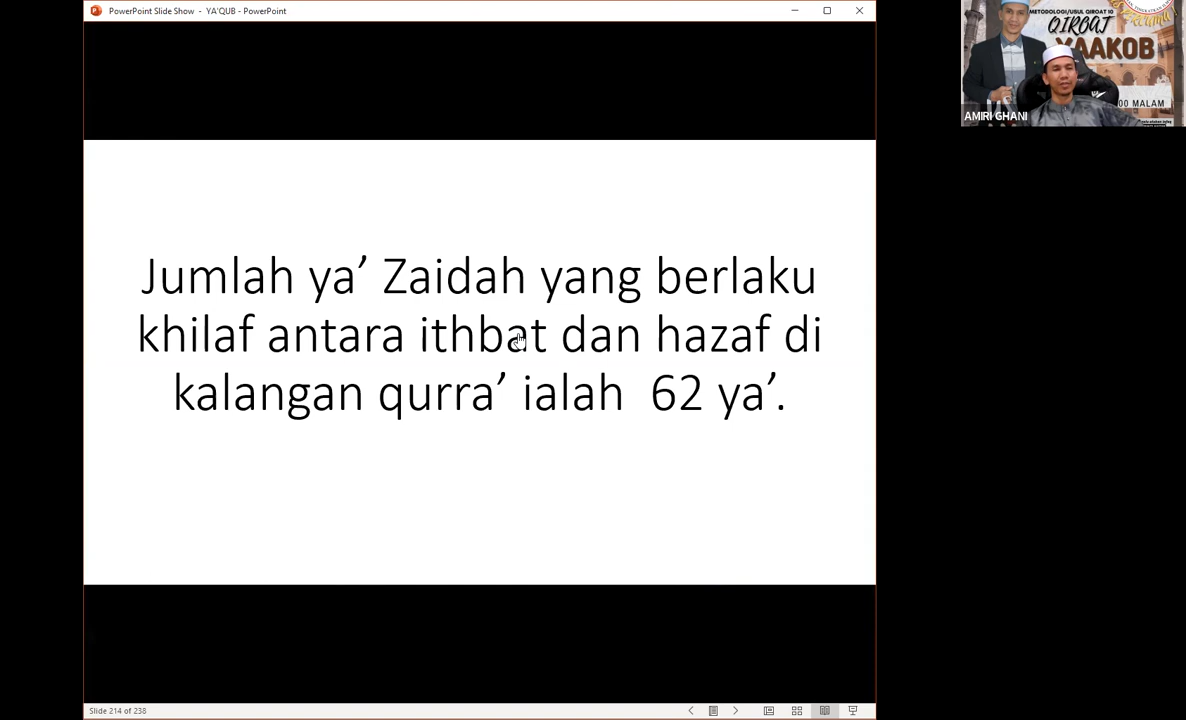 PowerPoint Slide Show - YA'QUB - PowerPoint
Jumlah ya’ Zaidah yang berlaku
khilaf antara ithbat dan hazaf di
kalangan qurra’ ialah 62 ya’.
Slide 214 of 238
METODOLOGI/USUL QIROAT 10
QIRAAT
YAAKOB
00 MALAM
AMIRI GHANI